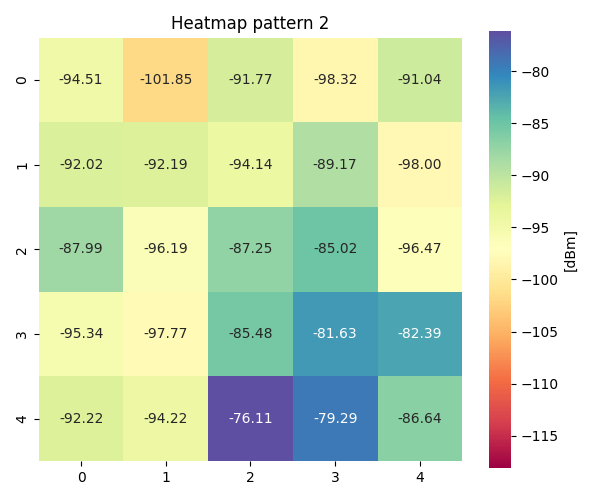 Heatmap pattern 2
0 -94.51 -101.85 -91.77 -98.32 -91.04
1 -92.02 -92.19 -94.14 -89.17 -98.00
2 -87.99 -96.19 -87.25 -85.02 -96.47
3 -95.34 -97.77 -85.48 -81.63 -82.39
4 -92.22 -94.22 -76.11 -79.29 -86.64
0 1 2 3 4
−80
−85
−90
−95
−100
−105
−110
−115
[dBm]